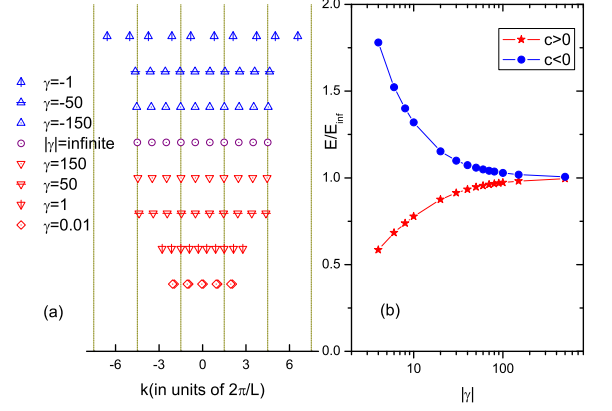 γ=-1
γ=-50
γ=-150
|γ|=infinite
γ=150
γ=50
γ=1
γ=0.01
(a)
-6 -3 0 3 6
k(in units of 2π/L)
2.0
1.5
1.0
0.5
0.0
E/E_inf
c>0
c<0
(b)
10 100
|γ|